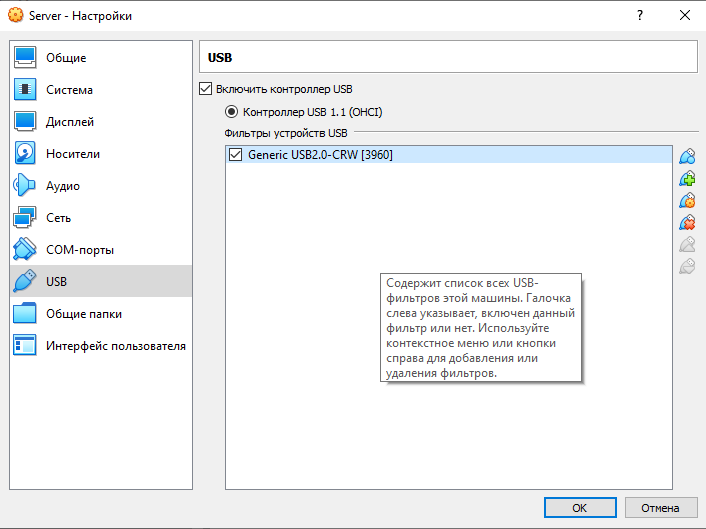 Server - Настройки
?
Общие
Система
Дисплей
Носители
Аудио
Сеть
COM-порты
USB
Общие папки
Интерфейс пользователя
USB
Включить контроллер USB
Контроллер USB 1.1 (OHCI)
Фильтры устройств USB
Generic USB2.0-CRW [3960]
Содержит список всех USB-
фильтров этой машины. Галочка
слева указывает, включен данный
фильтр или нет. Используйте
контекстное меню или кнопки
справа для добавления или
удаления фильтров.
OK
Отмена